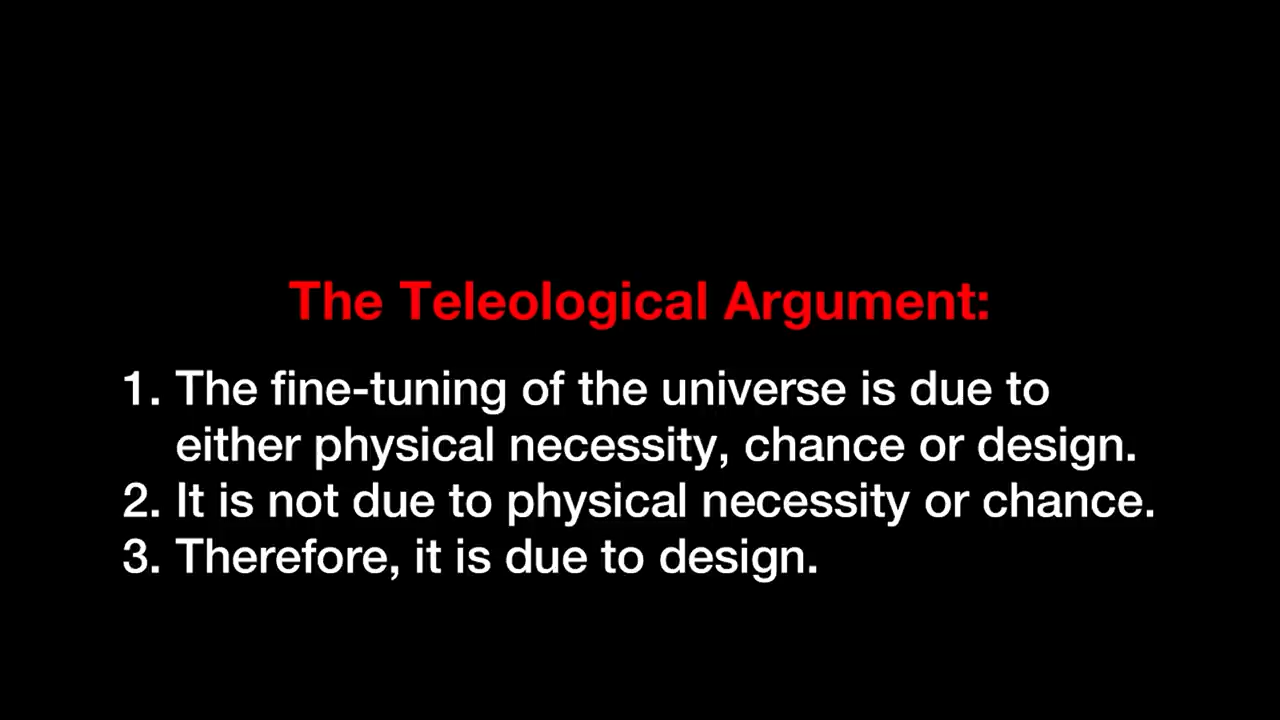 The Teleological Argument:
1. The fine-tuning of the universe is due to
either physical necessity, chance or design.
2. It is not due to physical necessity or chance.
3. Therefore, it is due to design.